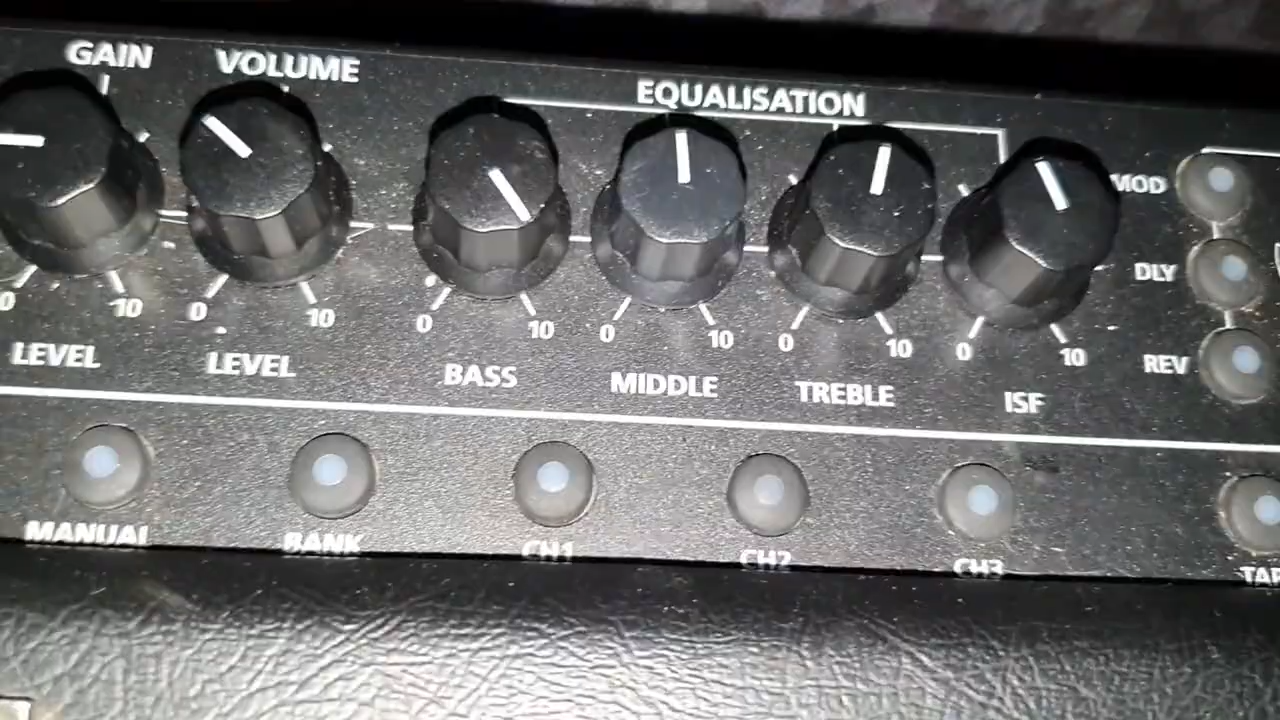 GAIN VOLUME
EQUALISATION
MOD
DLY
REV
0 10 0 10 0 10 0 10 0 10 0 10
LEVEL LEVEL BASS MIDDLE TREBLE ISF
MANUAL BANK CH1 CH2 CH3 TAP